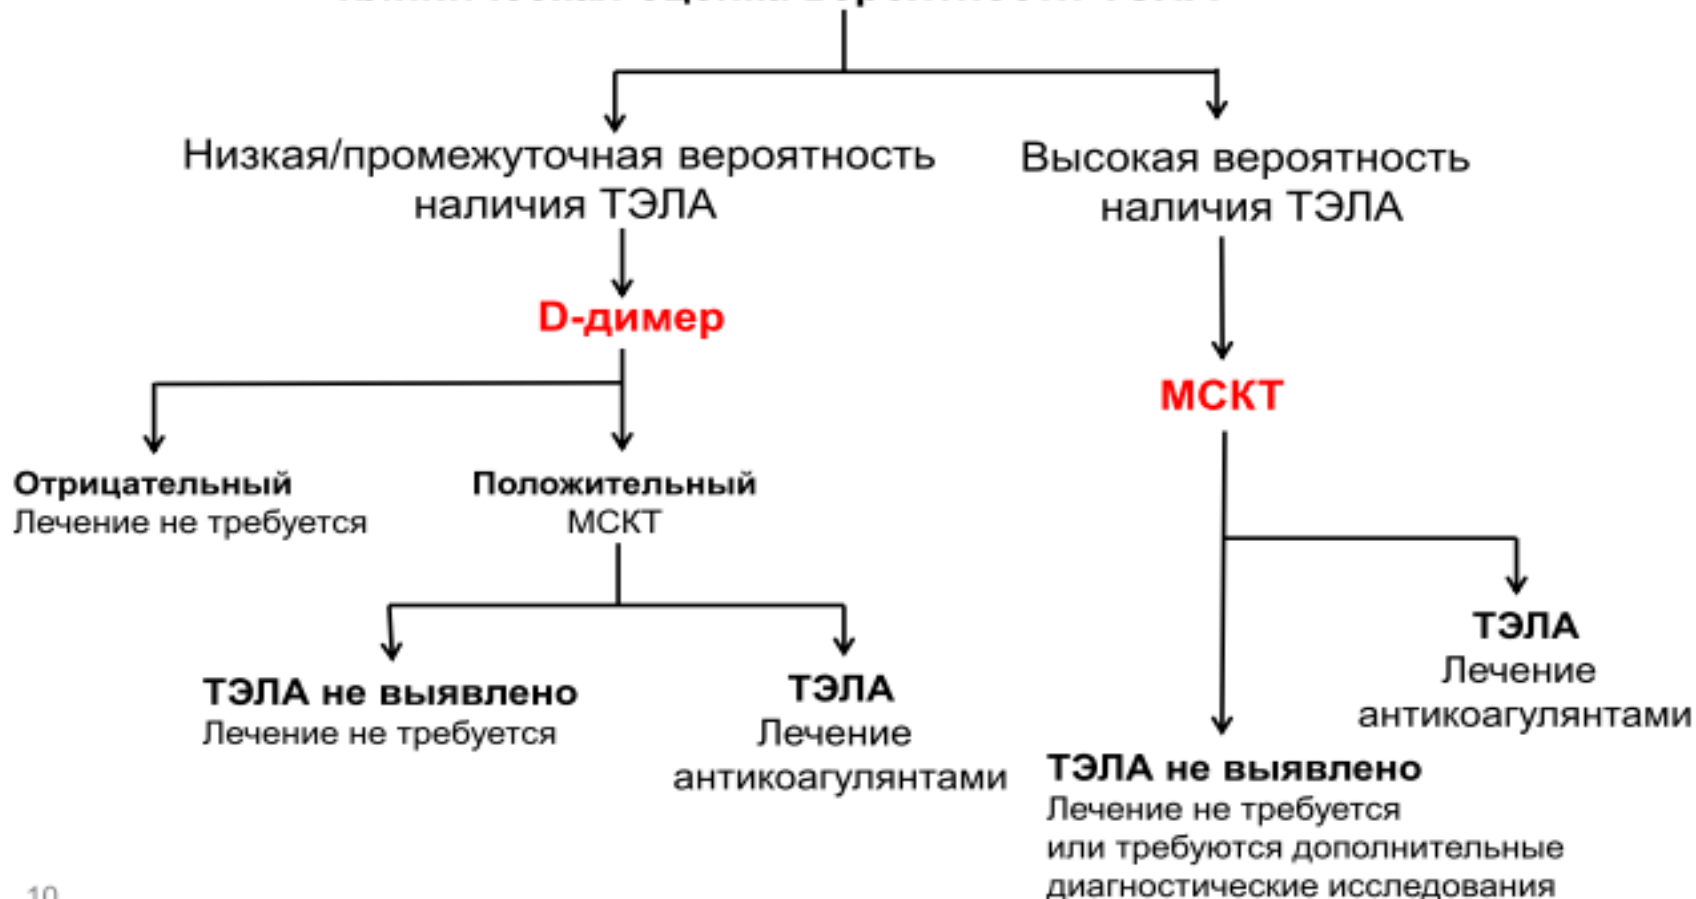 Низкая/промежуточная вероятность
наличия ТЭЛА
Высокая вероятность
наличия ТЭЛА
D-димер
МСКТ
Отрицательный
Лечение не требуется
Положительный
МСКТ
ТЭЛА не выявлено
Лечение не требуется
ТЭЛА
Лечение
антикоагулянтами
ТЭЛА
Лечение
антикоагулянтами
ТЭЛА не выявлено
Лечение не требуется
или требуются дополнительные
диагностические исследования
10